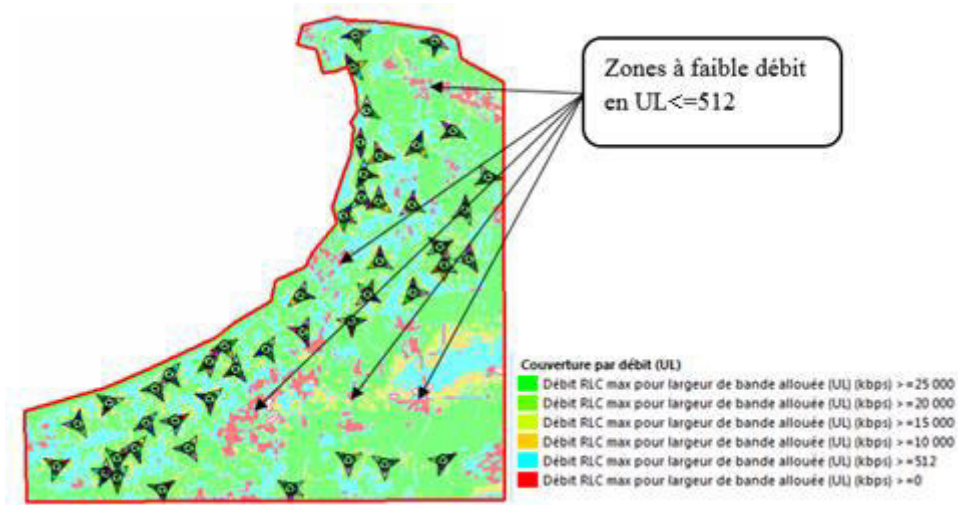 Zones à faible débit
en UL<=512
Couverture par débit (UL)
Débit RLC max pour largeur de bande allouée (UL) (kbps) >=25 000
Débit RLC max pour largeur de bande allouée (UL) (kbps) >=20 000
Débit RLC max pour largeur de bande allouée (UL) (kbps) >=15 000
Débit RLC max pour largeur de bande allouée (UL) (kbps) >=10 000
Débit RLC max pour largeur de bande allouée (UL) (kbps) >=512
Débit RLC max pour largeur de bande allouée (UL) (kbps) >=0